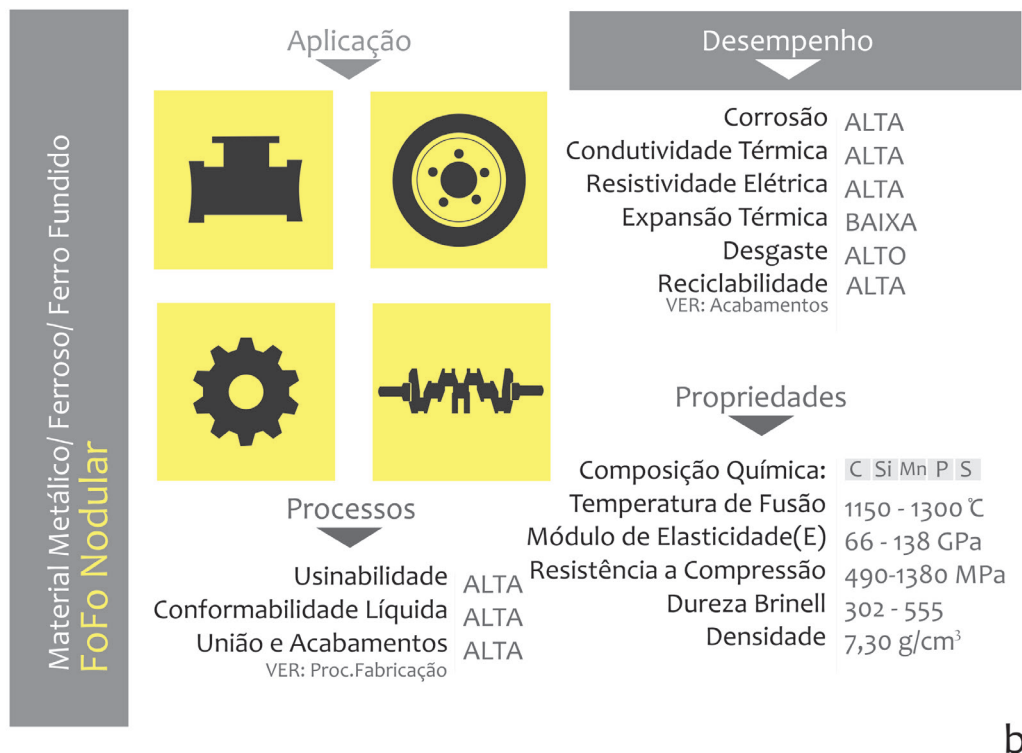 Material Metálico/ Ferroso/ Ferro Fundido
FoFo Nodular
Aplicação
Processos
Usinabilidade ALTA
Conformabilidade Líquida ALTA
União e Acabamentos ALTA
VER: Proc.Fabricação
Desempenho
Corrosão ALTA
Condutividade Térmica ALTA
Resistividade Elétrica ALTA
Expansão Térmica BAIXA
Desgaste ALTO
Reciclabilidade ALTA
VER: Acabamentos
Propriedades
Composição Química: C Si Mn P S
Temperatura de Fusão 1150 - 1300 ℃
Módulo de Elasticidade(E) 66 - 138 GPa
Resistência a Compressão 490-1380 MPa
Dureza Brinell 302 - 555
Densidade 7,30 g/cm³
b